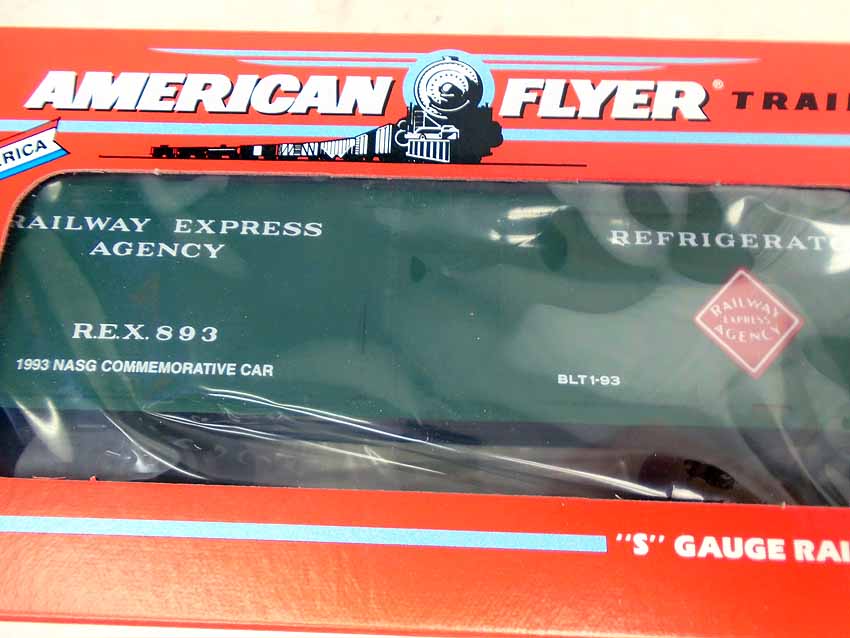 AMERICAN FLYER® TRAI
ERICA
RAILWAY EXPRESS
AGENCY
REFRIGERATO
RAILWAY
EXPRESS
AGENCY
R.E.X. 893
1993 NASG COMMEMORATIVE CAR
BLT 1-93
"S" GAUGE RAI